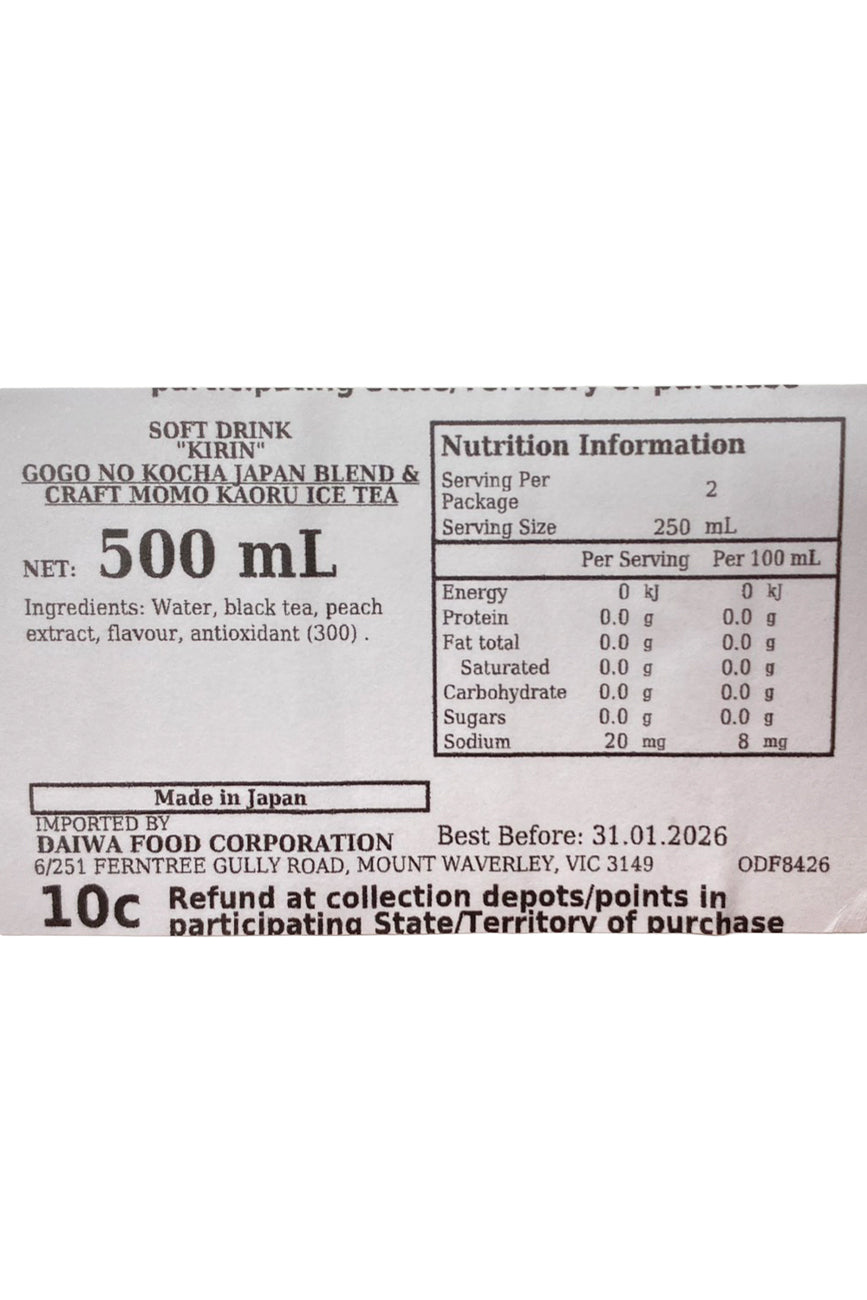 participating State/Territory of purchase
SOFT DRINK
"KIRIN"
GOGO NO KOCHA JAPAN BLEND &
CRAFT MOMO KAORU ICE TEA
NET: 500 mL
Ingredients: Water, black tea, peach
extract, flavour, antioxidant (300) .
Nutrition Information
Serving Per
Package 2
Serving Size 250 mL
Per Serving Per 100 mL
Energy 0 kJ 0 kJ
Protein 0.0 g 0.0 g
Fat total 0.0 g 0.0 g
Saturated 0.0 g 0.0 g
Carbohydrate 0.0 g 0.0 g
Sugars 0.0 g 0.0 g
Sodium 20 mg 8 mg
Made in Japan
IMPORTED BY
DAIWA FOOD CORPORATION
Best Before: 31.01.2026
6/251 FERNTREE GULLY ROAD, MOUNT WAVERLEY, VIC 3149 ODF8426
10c Refund at collection depots/points in
participating State/Territory of purchase